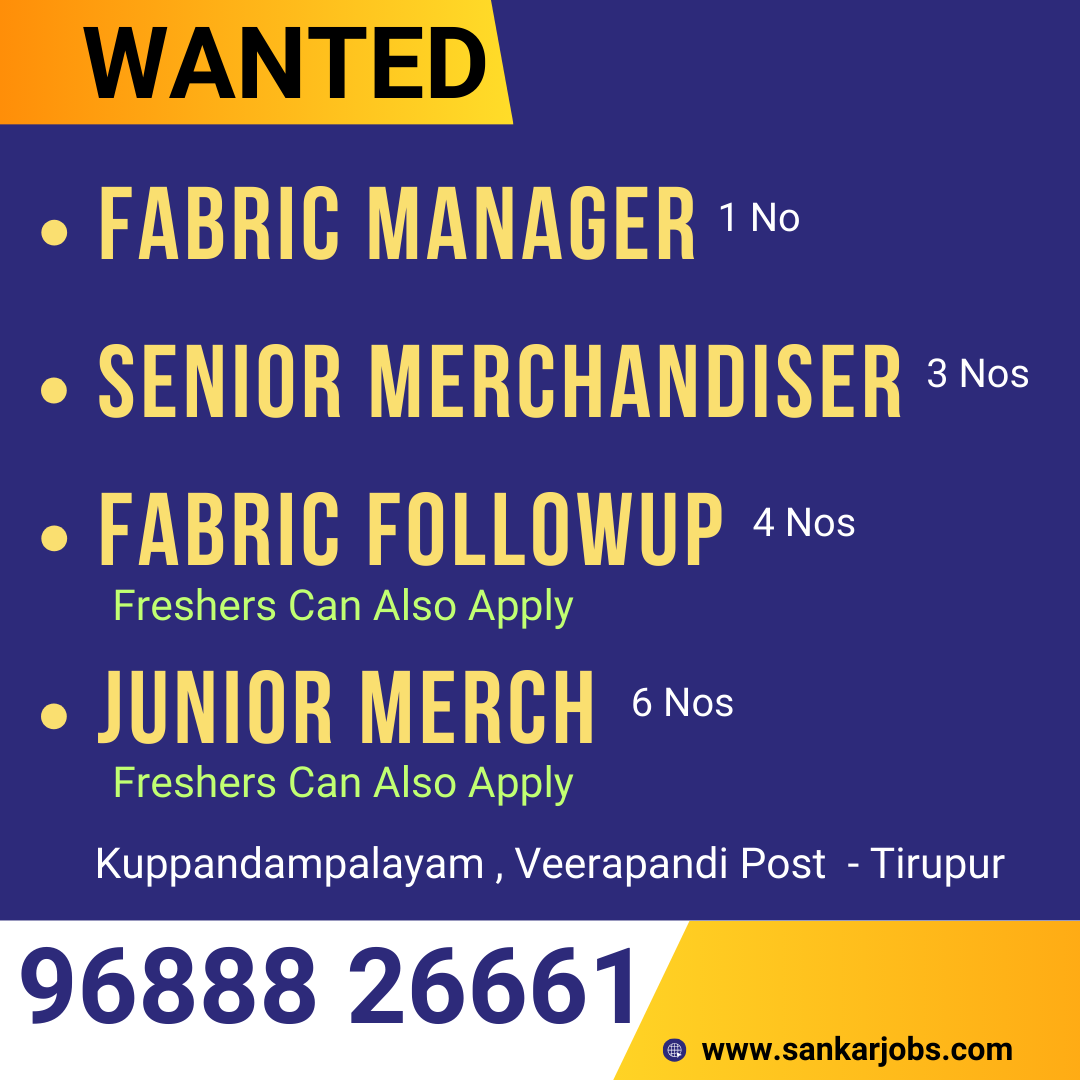 WANTED
• FABRIC MANAGER 1 No
• SENIOR MERCHANDISER 3 Nos
• FABRIC FOLLOWUP 4 Nos
Freshers Can Also Apply
• JUNIOR MERCH 6 Nos
Freshers Can Also Apply
Kuppandampalayam , Veerapandi Post - Tirupur
96888 26661
www.sankarjobs.com